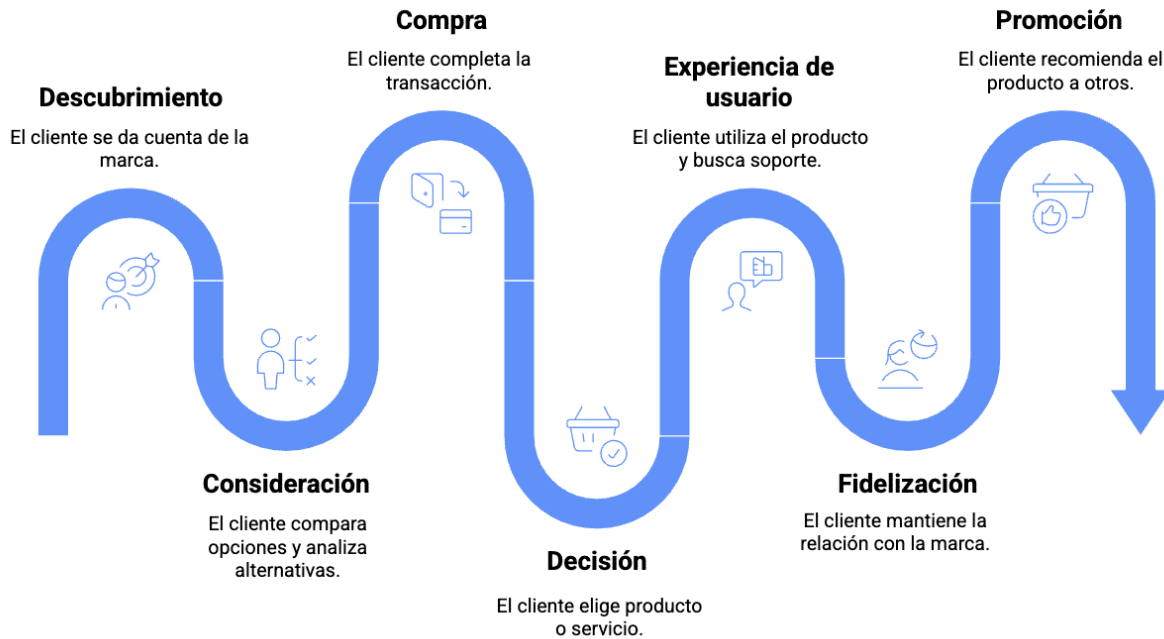 Descubrimiento
El cliente se da cuenta de la
marca.
Consideración
El cliente compara
opciones y analiza
alternativas.
Compra
El cliente completa la
transacción.
Decisión
El cliente elige producto
o servicio.
Experiencia de
usuario
El cliente utiliza el producto
y busca soporte.
Fidelización
El cliente mantiene la
relación con la marca.
Promoción
El cliente recomienda el
producto a otros.